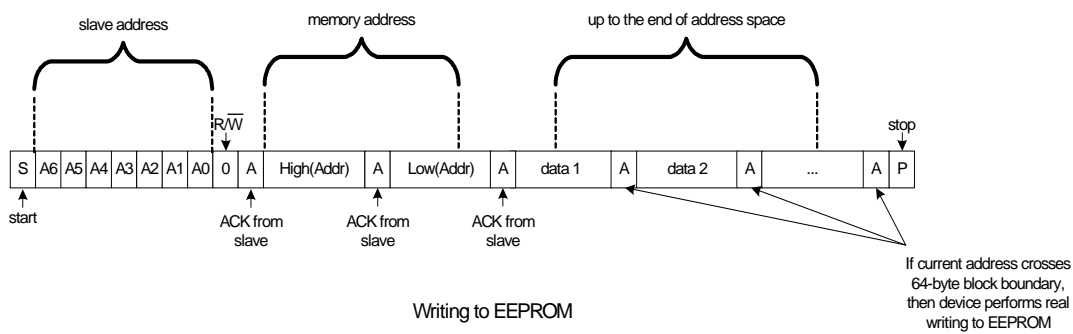 slave address
memory address
up to the end of address space
R/W
stop
S A6 A5 A4 A3 A2 A1 A0 0 A High(Addr) A Low(Addr) A data 1 A data 2 A ... A P
start
ACK from
slave
ACK from
slave
ACK from
slave
If current address crosses
64-byte block boundary,
then device performs real
writing to EEPROM
Writing to EEPROM